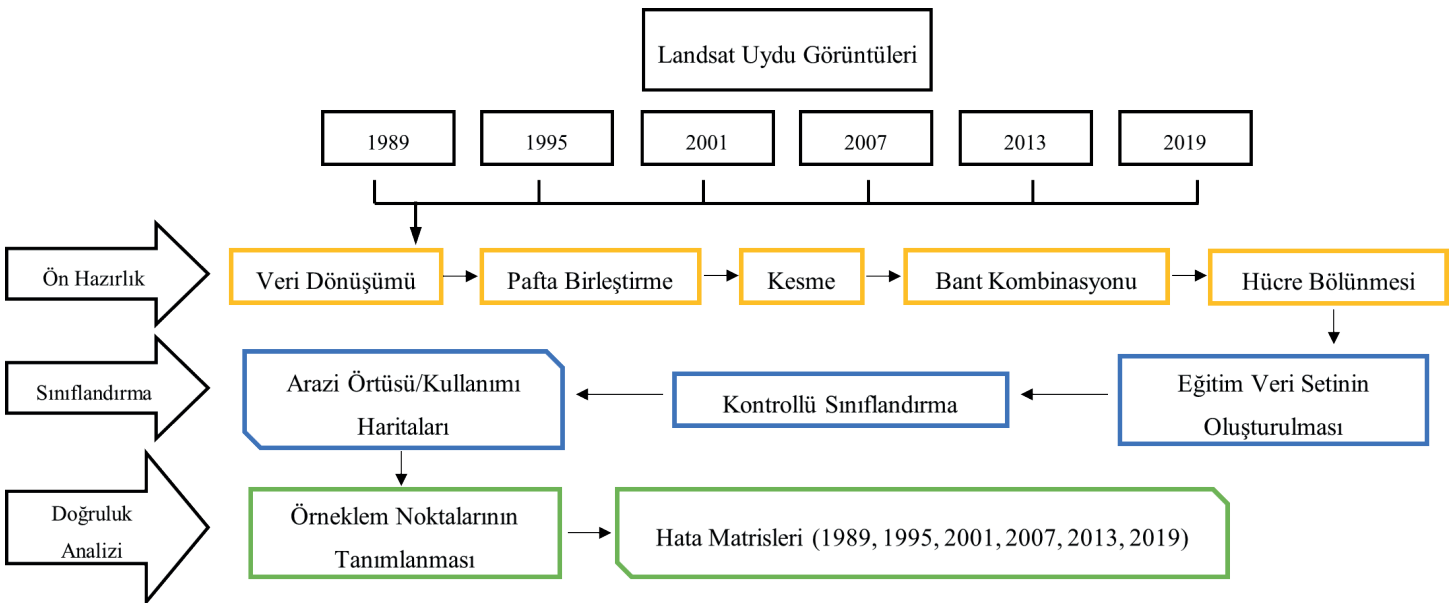 Landsat Uydu Görüntüleri
1989
1995
2001
2007
2013
2019
Ön Hazırlık
Veri Dönüşümü
Pafta Birleştirme
Kesme
Bant Kombinasyonu
Hücre Bölünmesi
Sınıflandırma
Arazi Örtüsü/Kullanımı
Haritaları
Kontrollü Sınıflandırma
Eğitim Veri Setinin
Oluşturulması
Doğruluk
Analizi
Örneklem Noktalarının
Tanımlanması
Hata Matrisleri (1989, 1995, 2001, 2007, 2013, 2019)